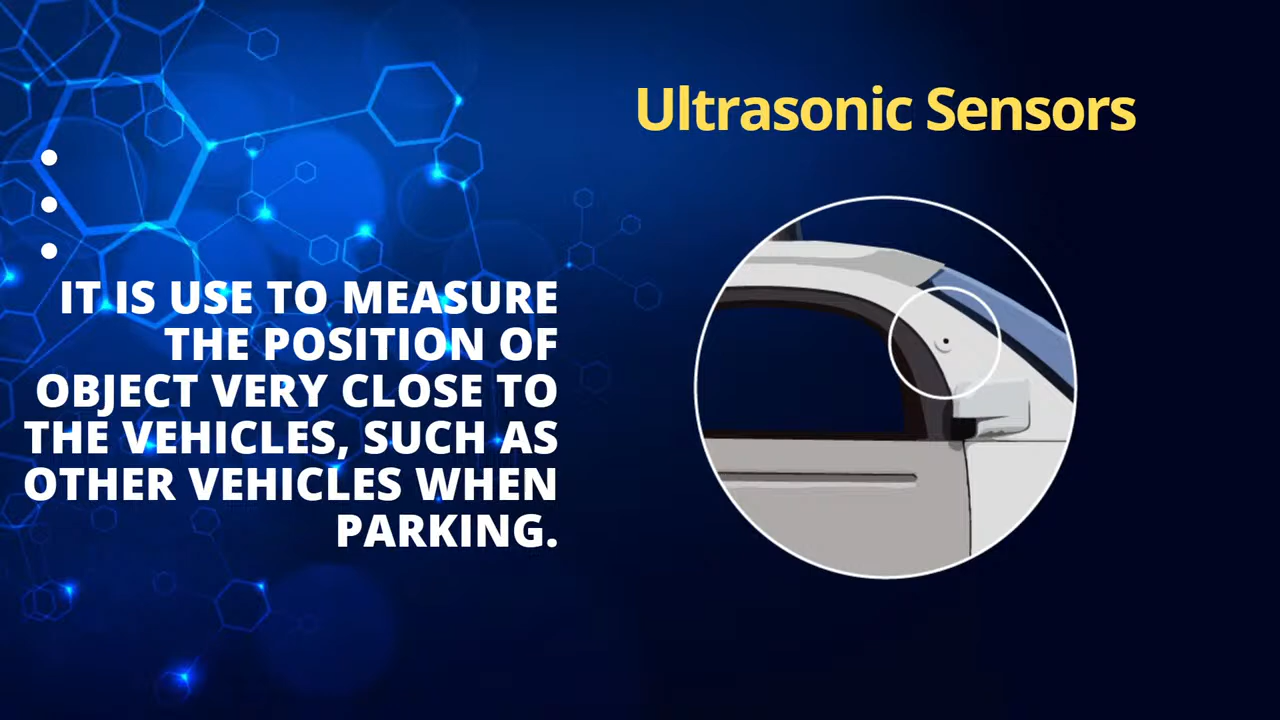 Ultrasonic Sensors
IT IS USE TO MEASURE
THE POSITION OF
OBJECT VERY CLOSE TO
THE VEHICLES, SUCH AS
OTHER VEHICLES WHEN
PARKING.